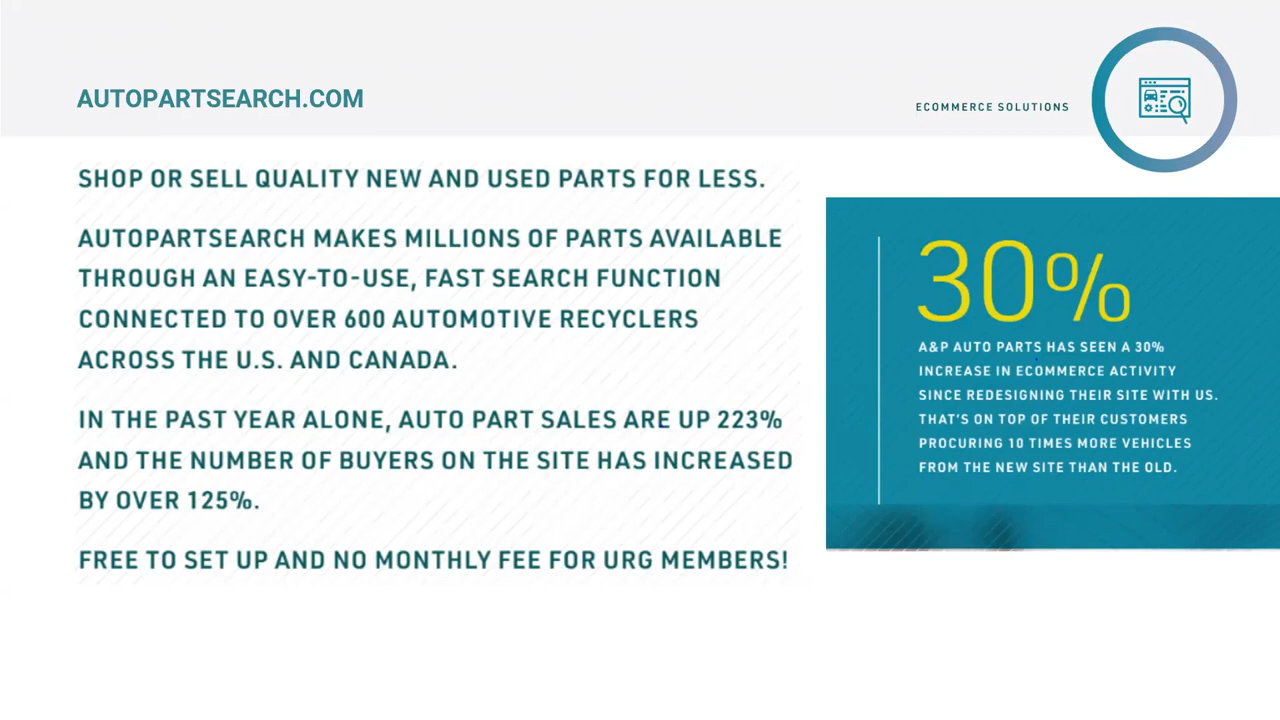 AUTOPARTSEARCH.COM
ECOMMERCE SOLUTIONS
SHOP OR SELL QUALITY NEW AND USED PARTS FOR LESS.
AUTOPARTSEARCH MAKES MILLIONS OF PARTS AVAILABLE
THROUGH AN EASY-TO-USE, FAST SEARCH FUNCTION
CONNECTED TO OVER 600 AUTOMOTIVE RECYCLERS
ACROSS THE U.S. AND CANADA.
IN THE PAST YEAR ALONE, AUTO PART SALES ARE UP 223%
AND THE NUMBER OF BUYERS ON THE SITE HAS INCREASED
BY OVER 125%.
FREE TO SET UP AND NO MONTHLY FEE FOR URG MEMBERS!
30%
A&P AUTO PARTS HAS SEEN A 30%
INCREASE IN ECOMMERCE ACTIVITY
SINCE REDESIGNING THEIR SITE WITH US.
THAT'S ON TOP OF THEIR CUSTOMERS
PROCURING 10 TIMES MORE VEHICLES
FROM THE NEW SITE THAN THE OLD.